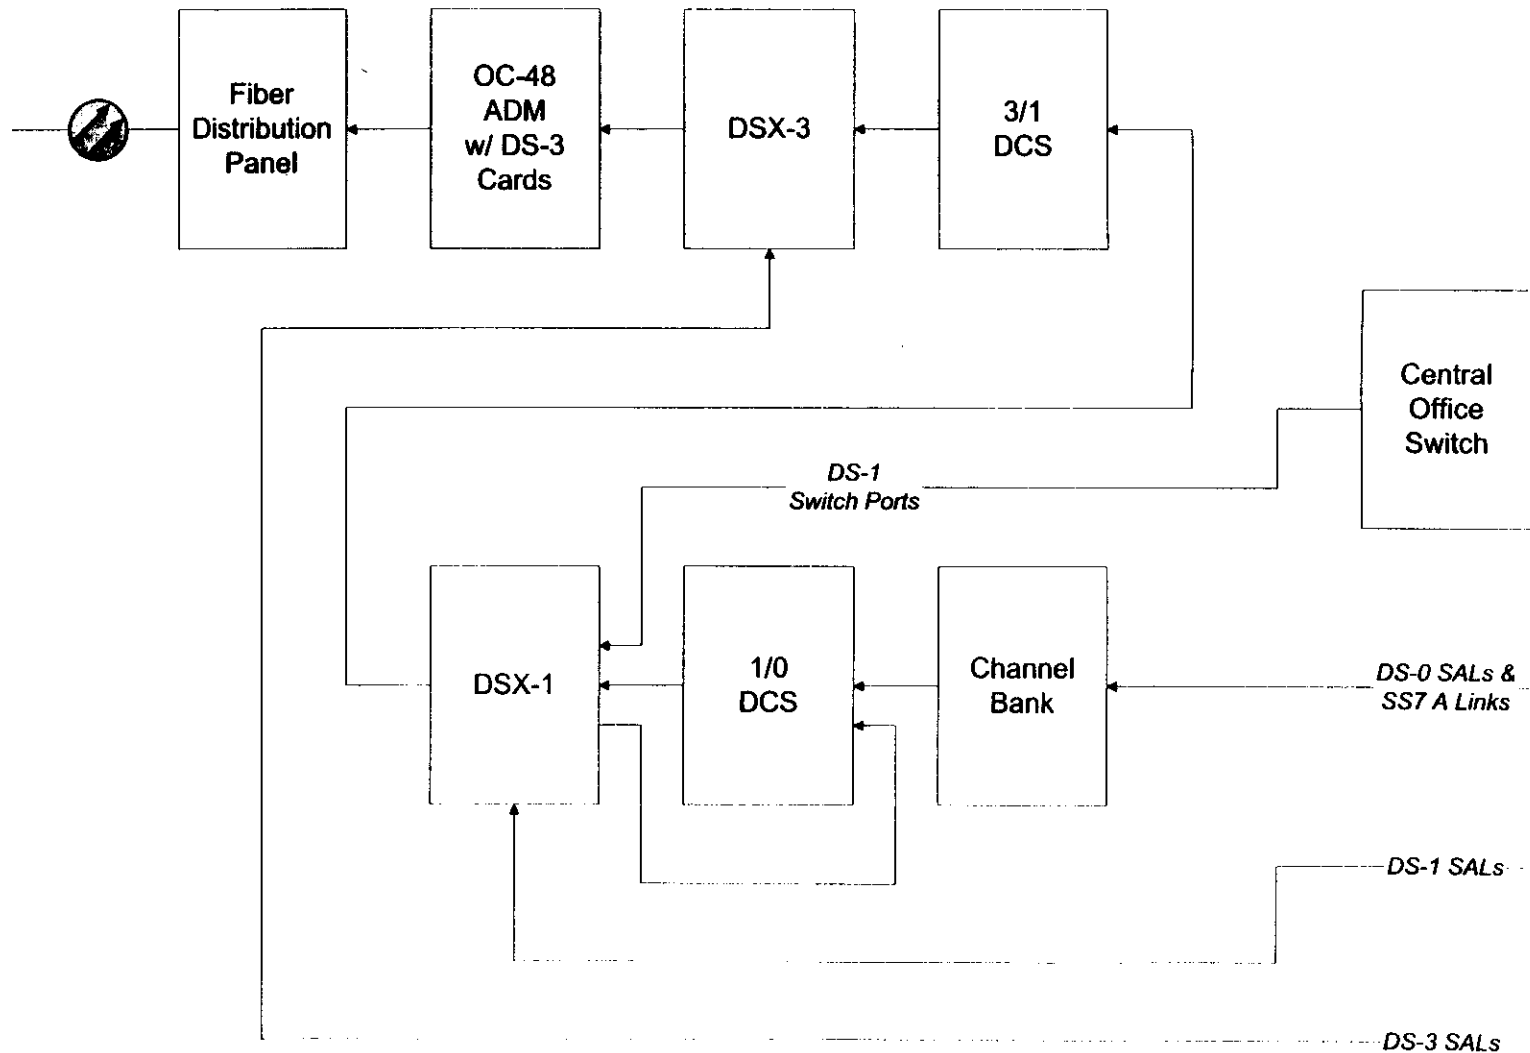 Fiber
Distribution
Panel
OC-48
ADM
w/ DS-3
Cards
DSX-3
3/1
DCS
Central
Office
Switch
DS-1
Switch Ports
DSX-1
1/0
DCS
Channel
Bank
DS-0 SALs &
SS7 A Links
DS-1 SALs
DS-3 SALs